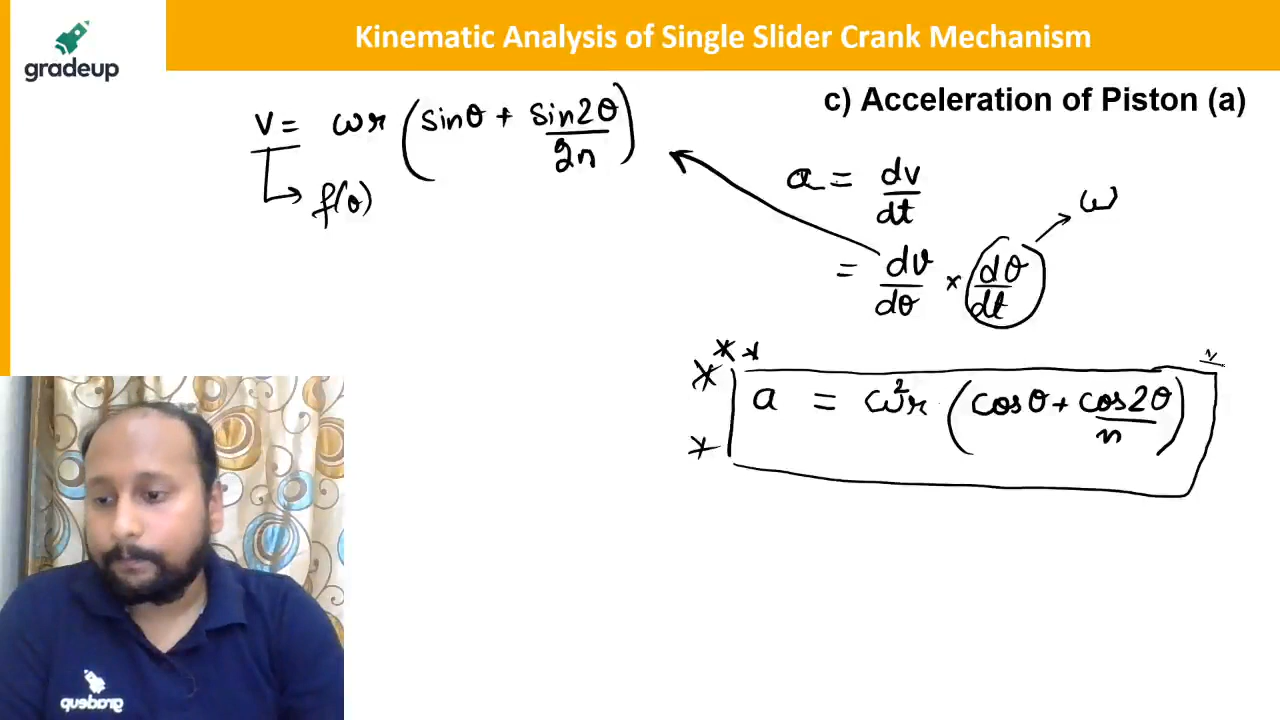 Kinematic Analysis of Single Slider Crank Mechanism
gradeup
c) Acceleration of Piston (a)
v = ωr (sinθ + sin2θ/2n)
f(θ)
a = dv/dt
ω
= dv/dθ × dθ/dt
a = ω²r (cosθ + cos2θ/n)
gradeup